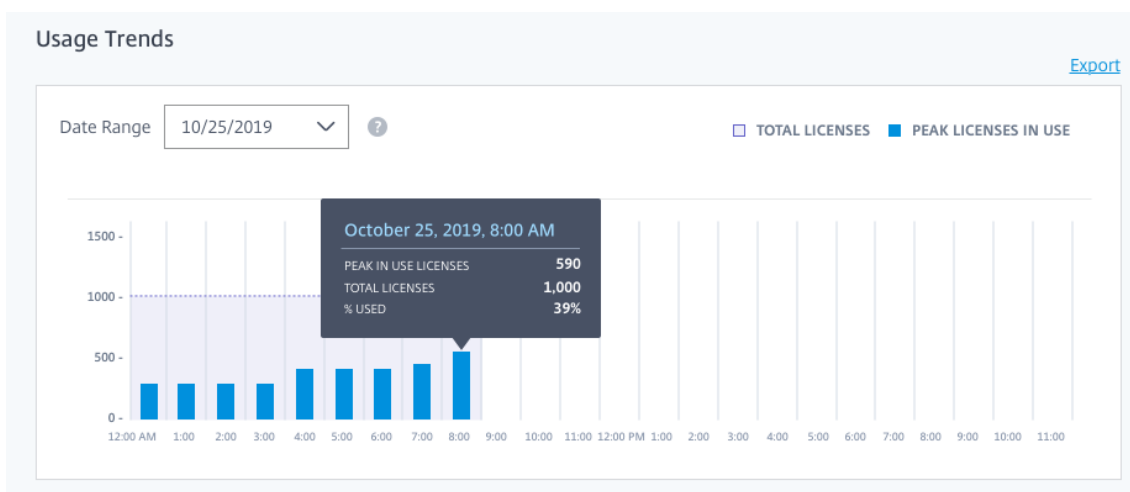 Usage Trends
Export
Date Range 10/25/2019 ?
TOTAL LICENSES PEAK LICENSES IN USE
October 25, 2019, 8:00 AM
PEAK IN USE LICENSES 590
TOTAL LICENSES 1,000
% USED 39%
1500 -
1000 -
500 -
0 -
12:00 AM 1:00 2:00 3:00 4:00 5:00 6:00 7:00 8:00 9:00 10:00 11:00 12:00 PM 1:00 2:00 3:00 4:00 5:00 6:00 7:00 8:00 9:00 10:00 11:00